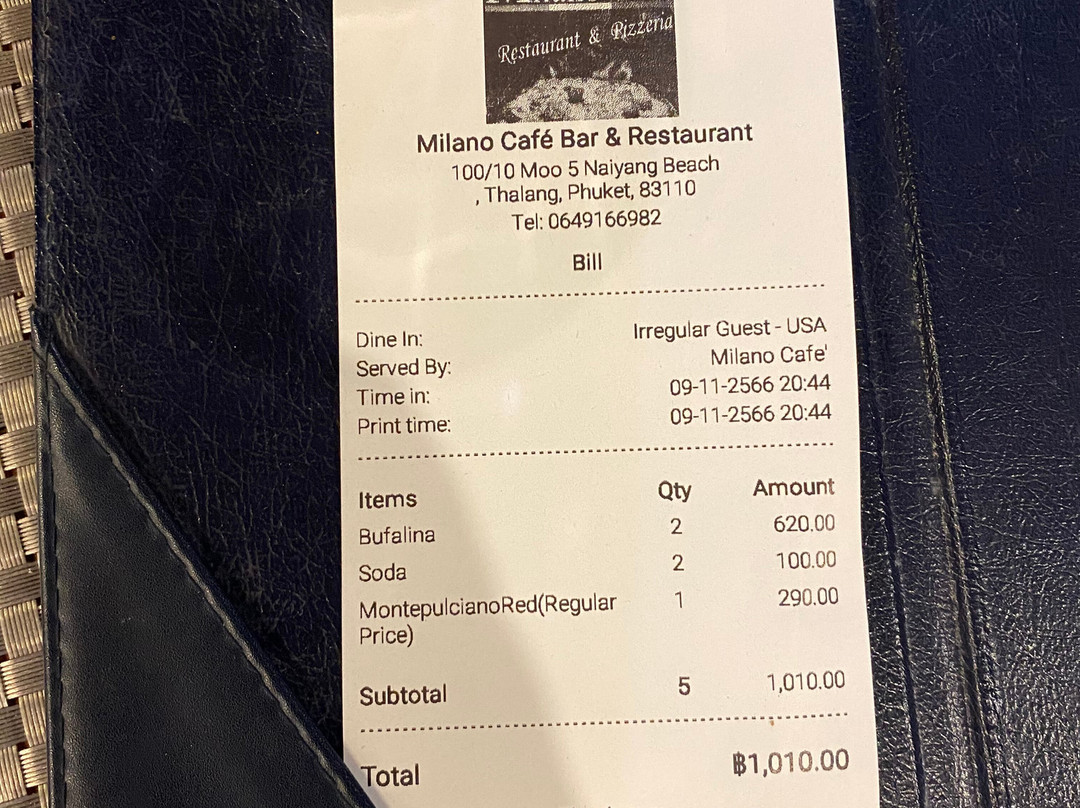 Restaurant & Pizzeria
Milano Café Bar & Restaurant
100/10 Moo 5 Naiyang Beach
, Thalang, Phuket, 83110
Tel: 0649166982
Bill
Dine In: Irregular Guest - USA
Served By: Milano Cafe'
Time in: 09-11-2566 20:44
Print time: 09-11-2566 20:44
Items Qty Amount
Bufalina 2 620.00
Soda 2 100.00
MontepulcianoRed(Regular 1 290.00
Price)
Subtotal 5 1,010.00
Total ฿1,010.00